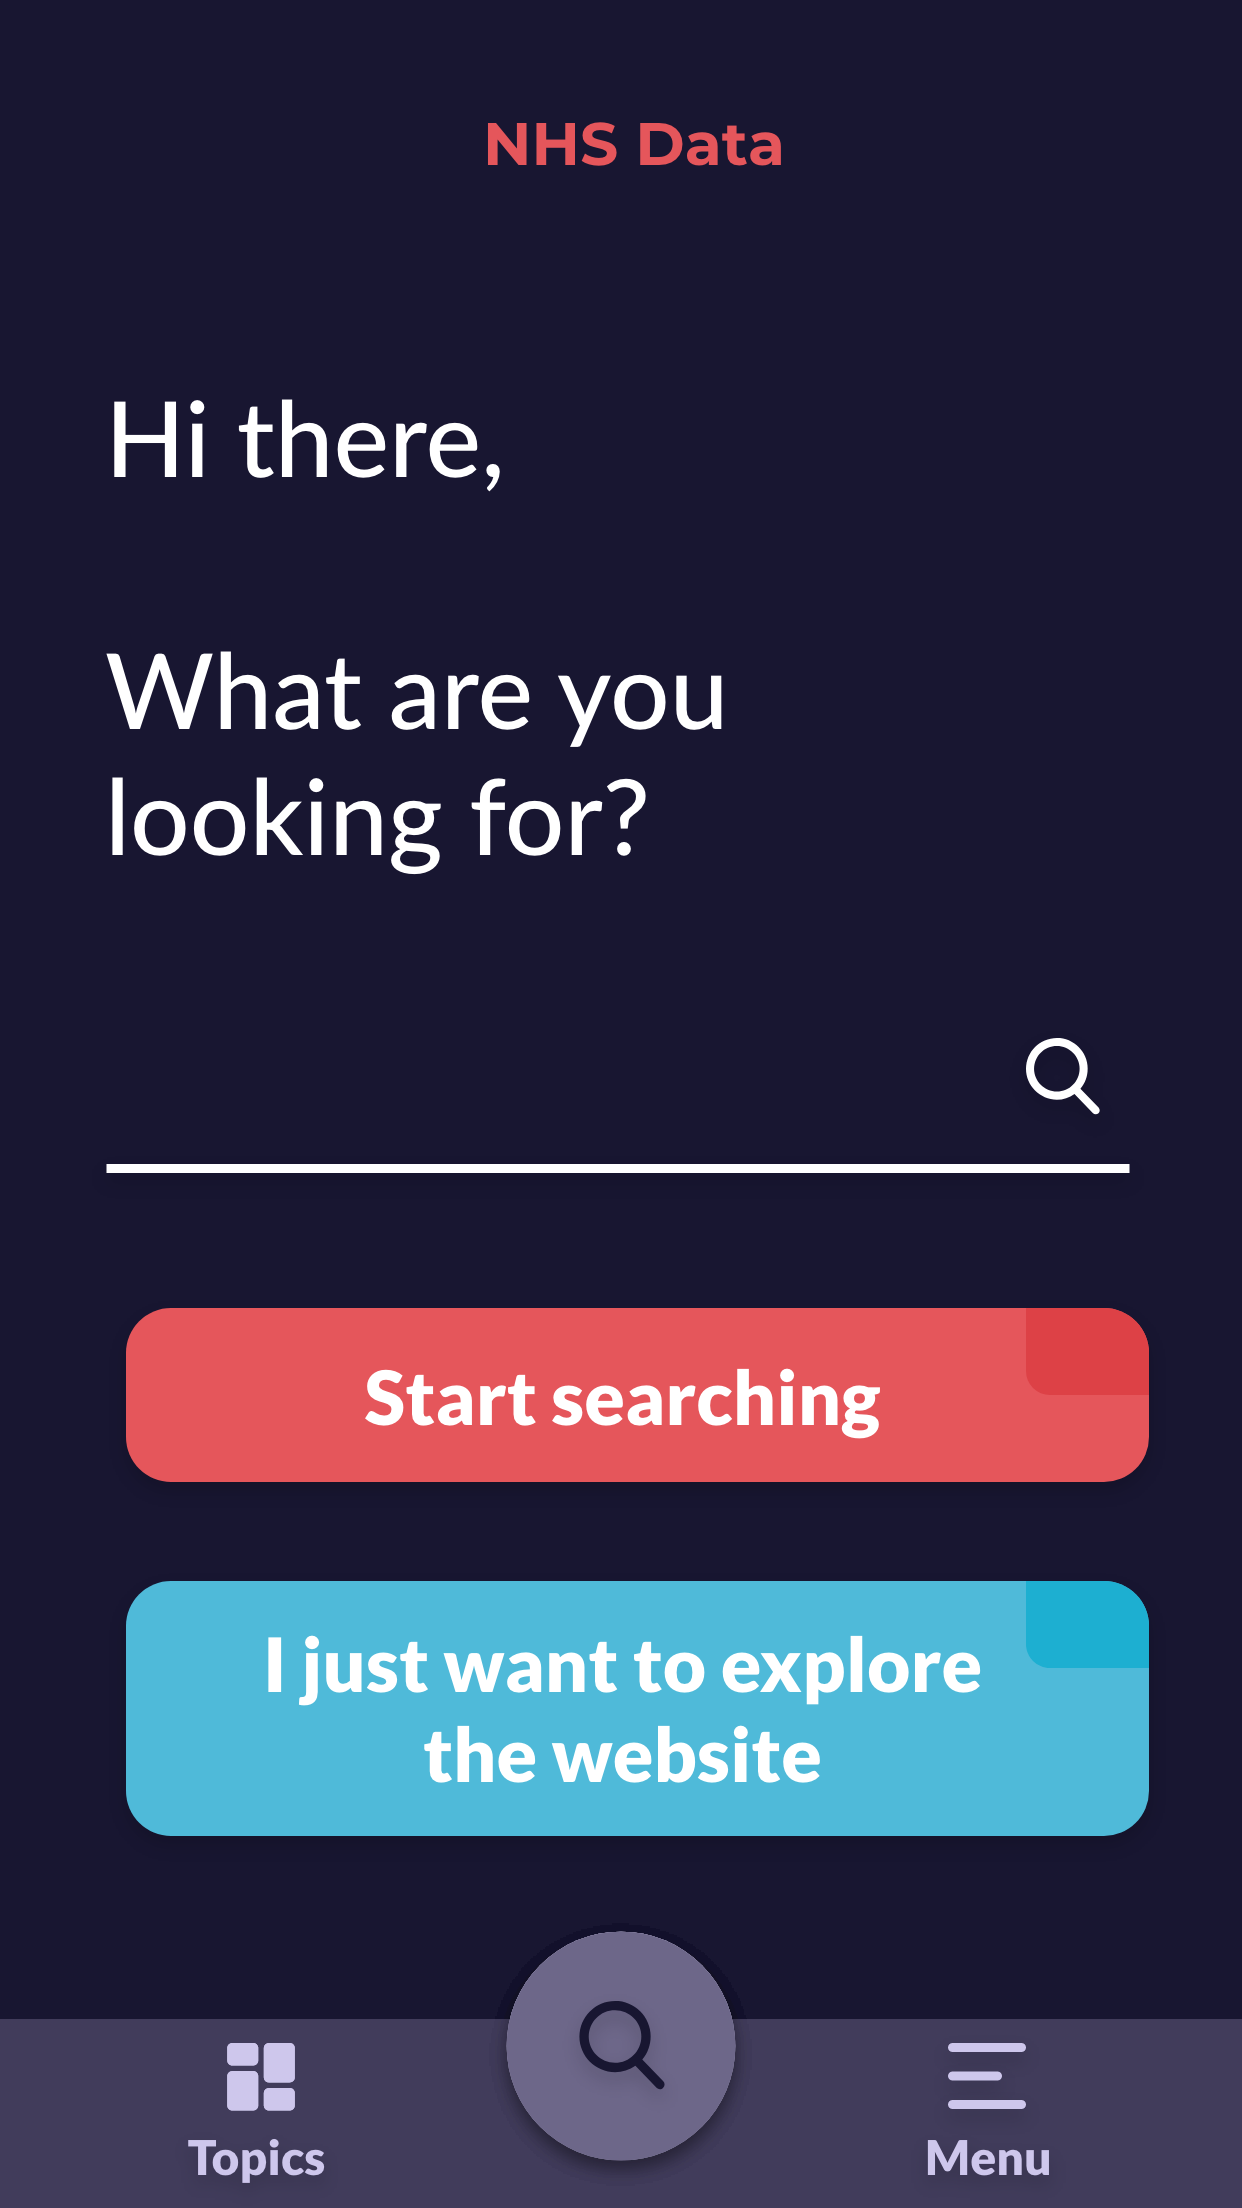 NHS Data
Hi there,
What are you
looking for?
Start searching
I just want to explore
the website
Topics
Menu